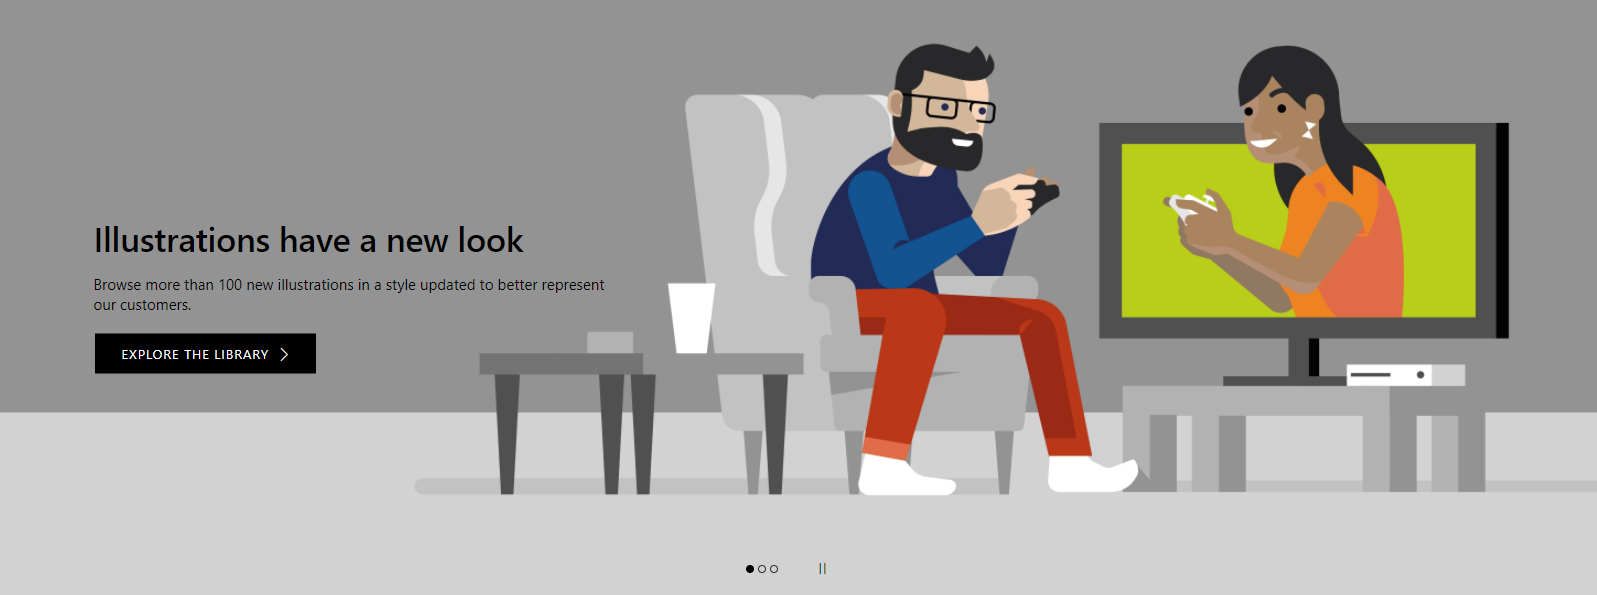 Illustrations have a new look
Browse more than 100 new illustrations in a style updated to better represent
our customers.
EXPLORE THE LIBRARY